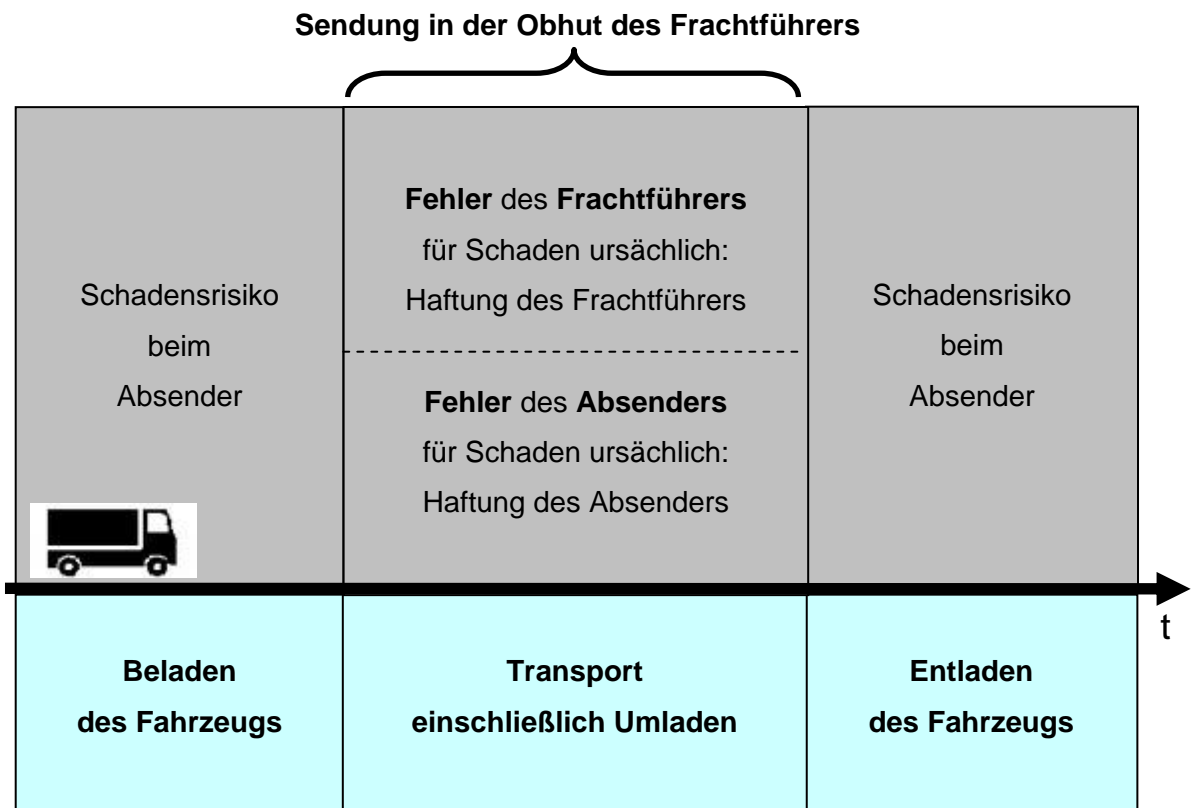 Sendung in der Obhut des Frachtführers
Schadensrisiko
beim
Absender
Fehler des Frachtführers
für Schaden ursächlich:
Haftung des Frachtführers
Fehler des Absenders
für Schaden ursächlich:
Haftung des Absenders
Schadensrisiko
beim
Absender
t
Beladen
des Fahrzeugs
Transport
einschließlich Umladen
Entladen
des Fahrzeugs